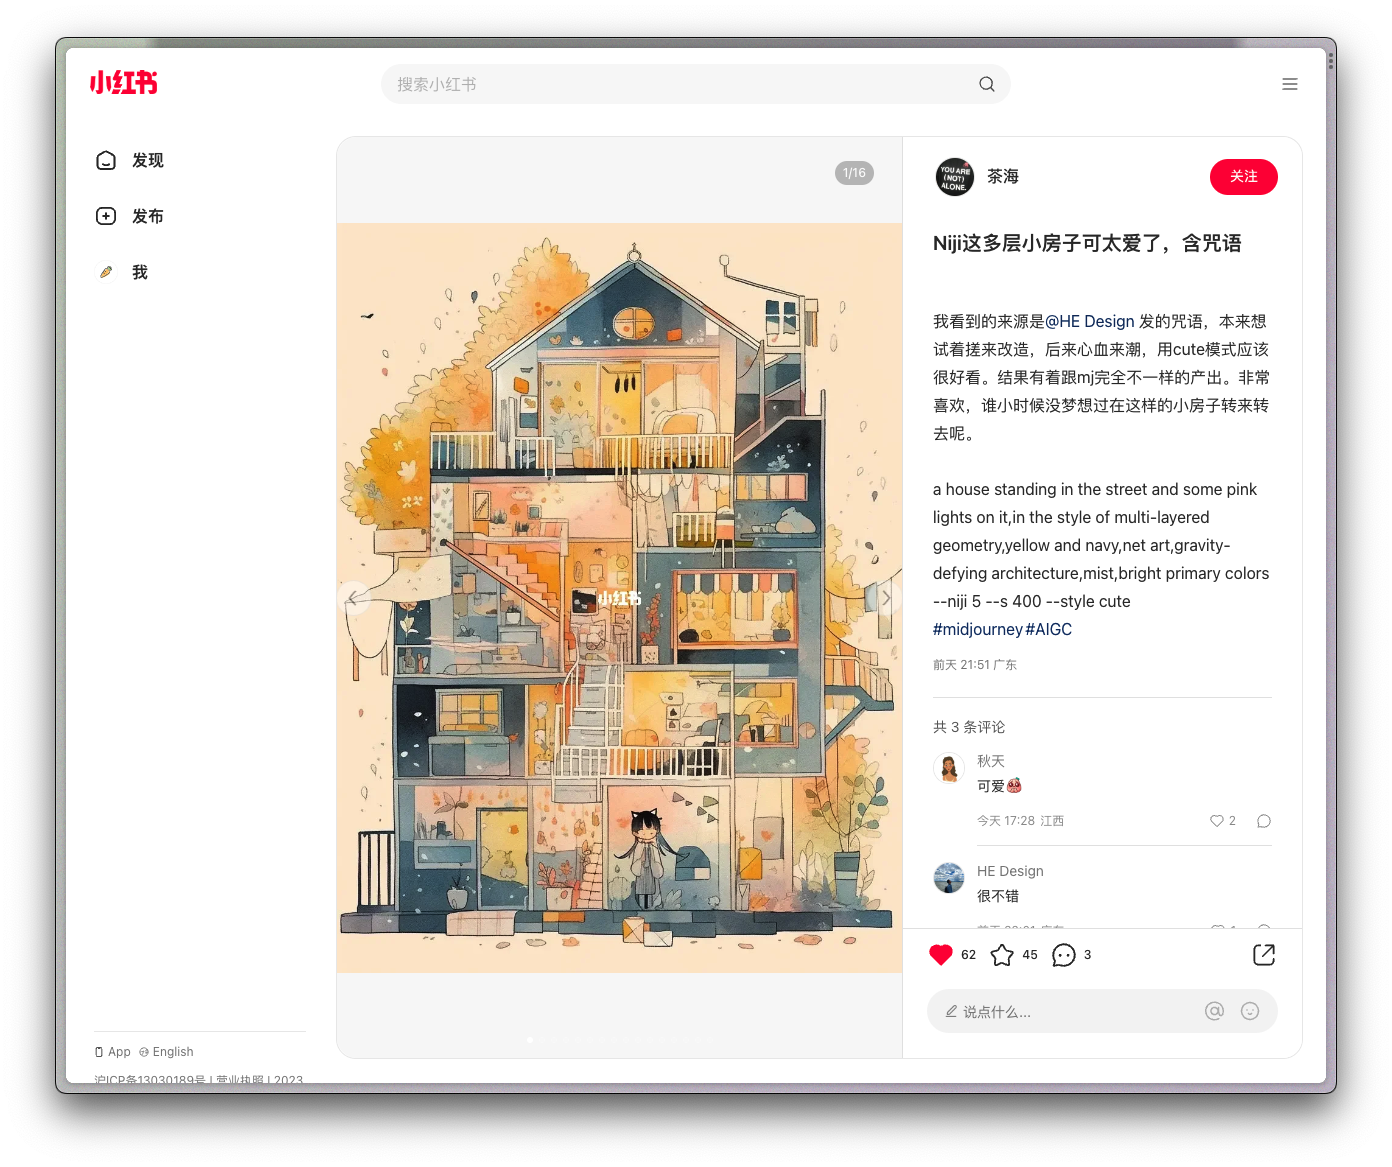 小红书
搜索小红书
发现
发布
我
1/16
小红书
YOU ARE
(NOT)
ALONE.
茶海
关注
Niji这多层小房子可太爱了，含咒语
我看到的来源是@HE Design 发的咒语，本来想
试着搓来改造，后来心血来潮，用cute模式应该
很好看。结果有着跟mj完全不一样的产出。非常
喜欢，谁小时候没梦想过在这样的小房子转来转
去呢。
a house standing in the street and some pink
lights on it,in the style of multi-layered
geometry,yellow and navy,net art,gravity-
defying architecture,mist,bright primary colors
--niji 5 --s 400 --style cute
#midjourney #AIGC
前天 21:51 广东
共 3 条评论
秋天
可爱
今天 17:28 江西
2
HE Design
很不错
62
45
3
说点什么...
App
English
沪ICP备13030189号 | 营业执照 | 2023